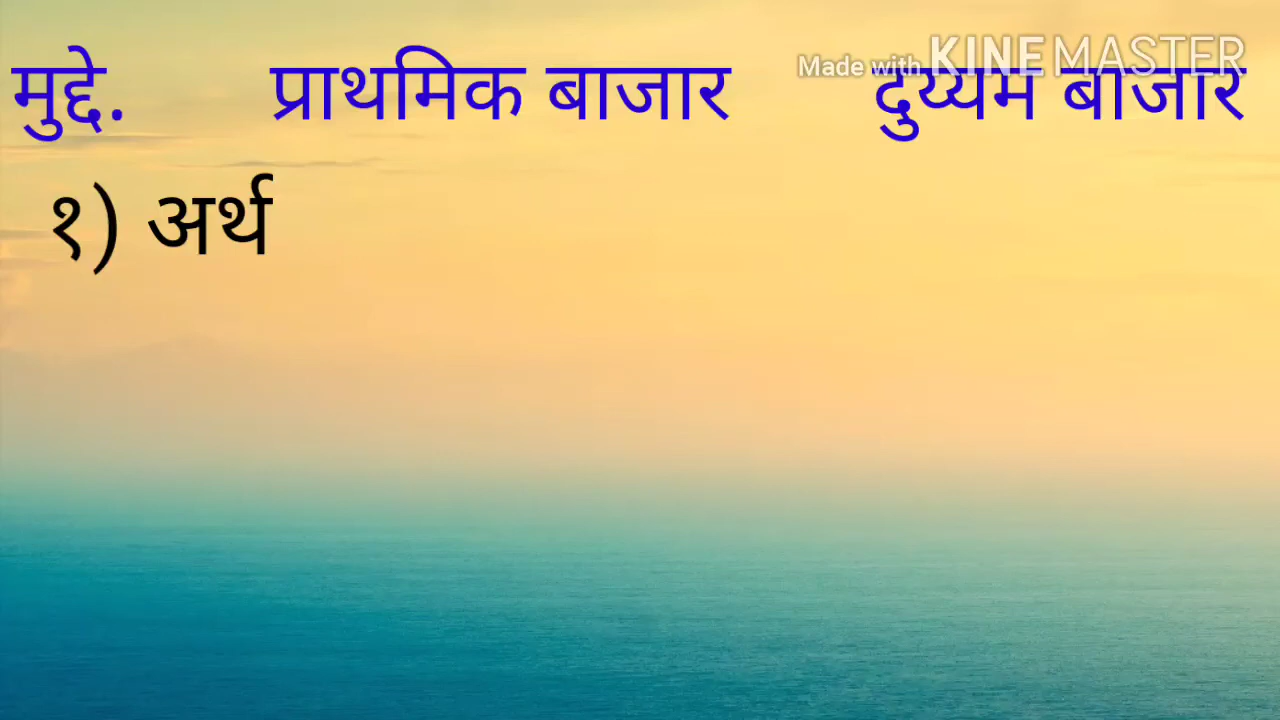 मुद्दे. प्राथमिक बाजार दुय्यम बाजार
Made with KINEMASTER
१) अर्थ